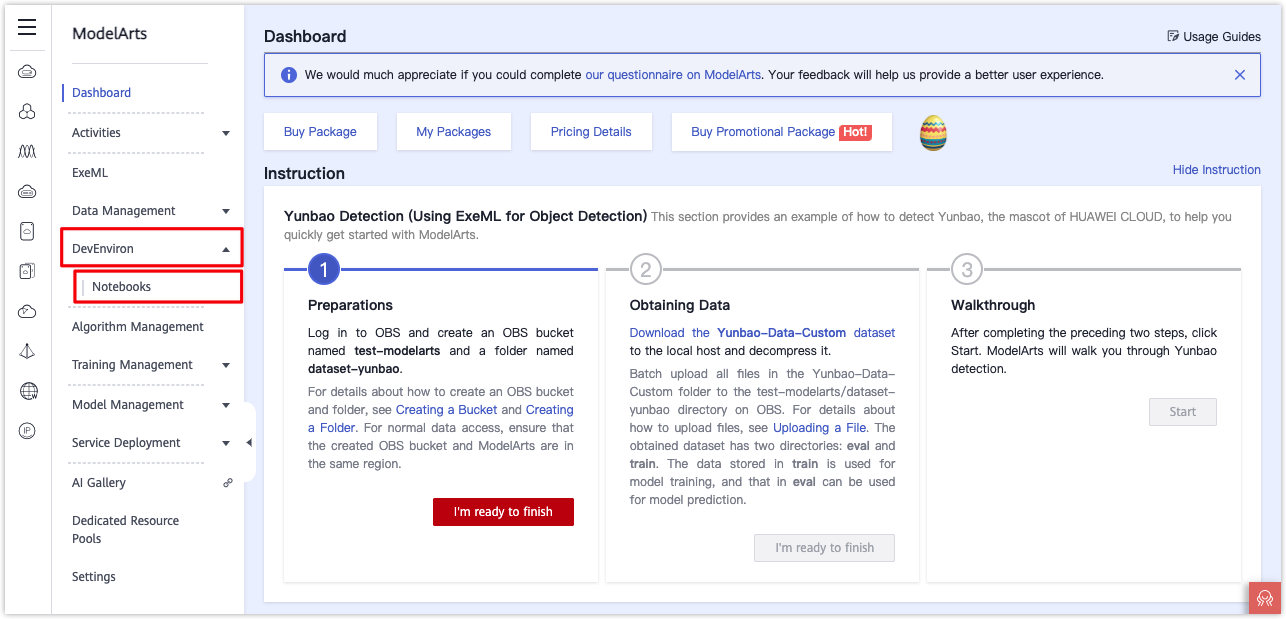 ModelArts
Dashboard
Activities
ExeML
Data Management
DevEnviron
Notebooks
Algorithm Management
Training Management
Model Management
Service Deployment
AI Gallery
Dedicated Resource
Pools
Settings
Dashboard
Usage Guides
We would much appreciate if you could complete our questionnaire on ModelArts. Your feedback will help us provide a better user experience.
Buy Package
My Packages
Pricing Details
Buy Promotional Package Hot!
Instruction
Hide Instruction
Yunbao Detection (Using ExeML for Object Detection) This section provides an example of how to detect Yunbao, the mascot of HUAWEI CLOUD, to help you
quickly get started with ModelArts.
1
Preparations
Log in to OBS and create an OBS bucket
named test-modelarts and a folder named
dataset-yunbao.
For details about how to create an OBS bucket
and folder, see Creating a Bucket and Creating
a Folder. For normal data access, ensure that
the created OBS bucket and ModelArts are in
the same region.
I'm ready to finish
2
Obtaining Data
Download the Yunbao-Data-Custom dataset
to the local host and decompress it.
Batch upload all files in the Yunbao-Data-
Custom folder to the test-modelarts/dataset-
yunbao directory on OBS. For details about
how to upload files, see Uploading a File. The
obtained dataset has two directories: eval and
train. The data stored in train is used for
model training, and that in eval can be used
for model prediction.
I'm ready to finish
3
Walkthrough
After completing the preceding two steps, click
Start. ModelArts will walk you through Yunbao
detection.
Start